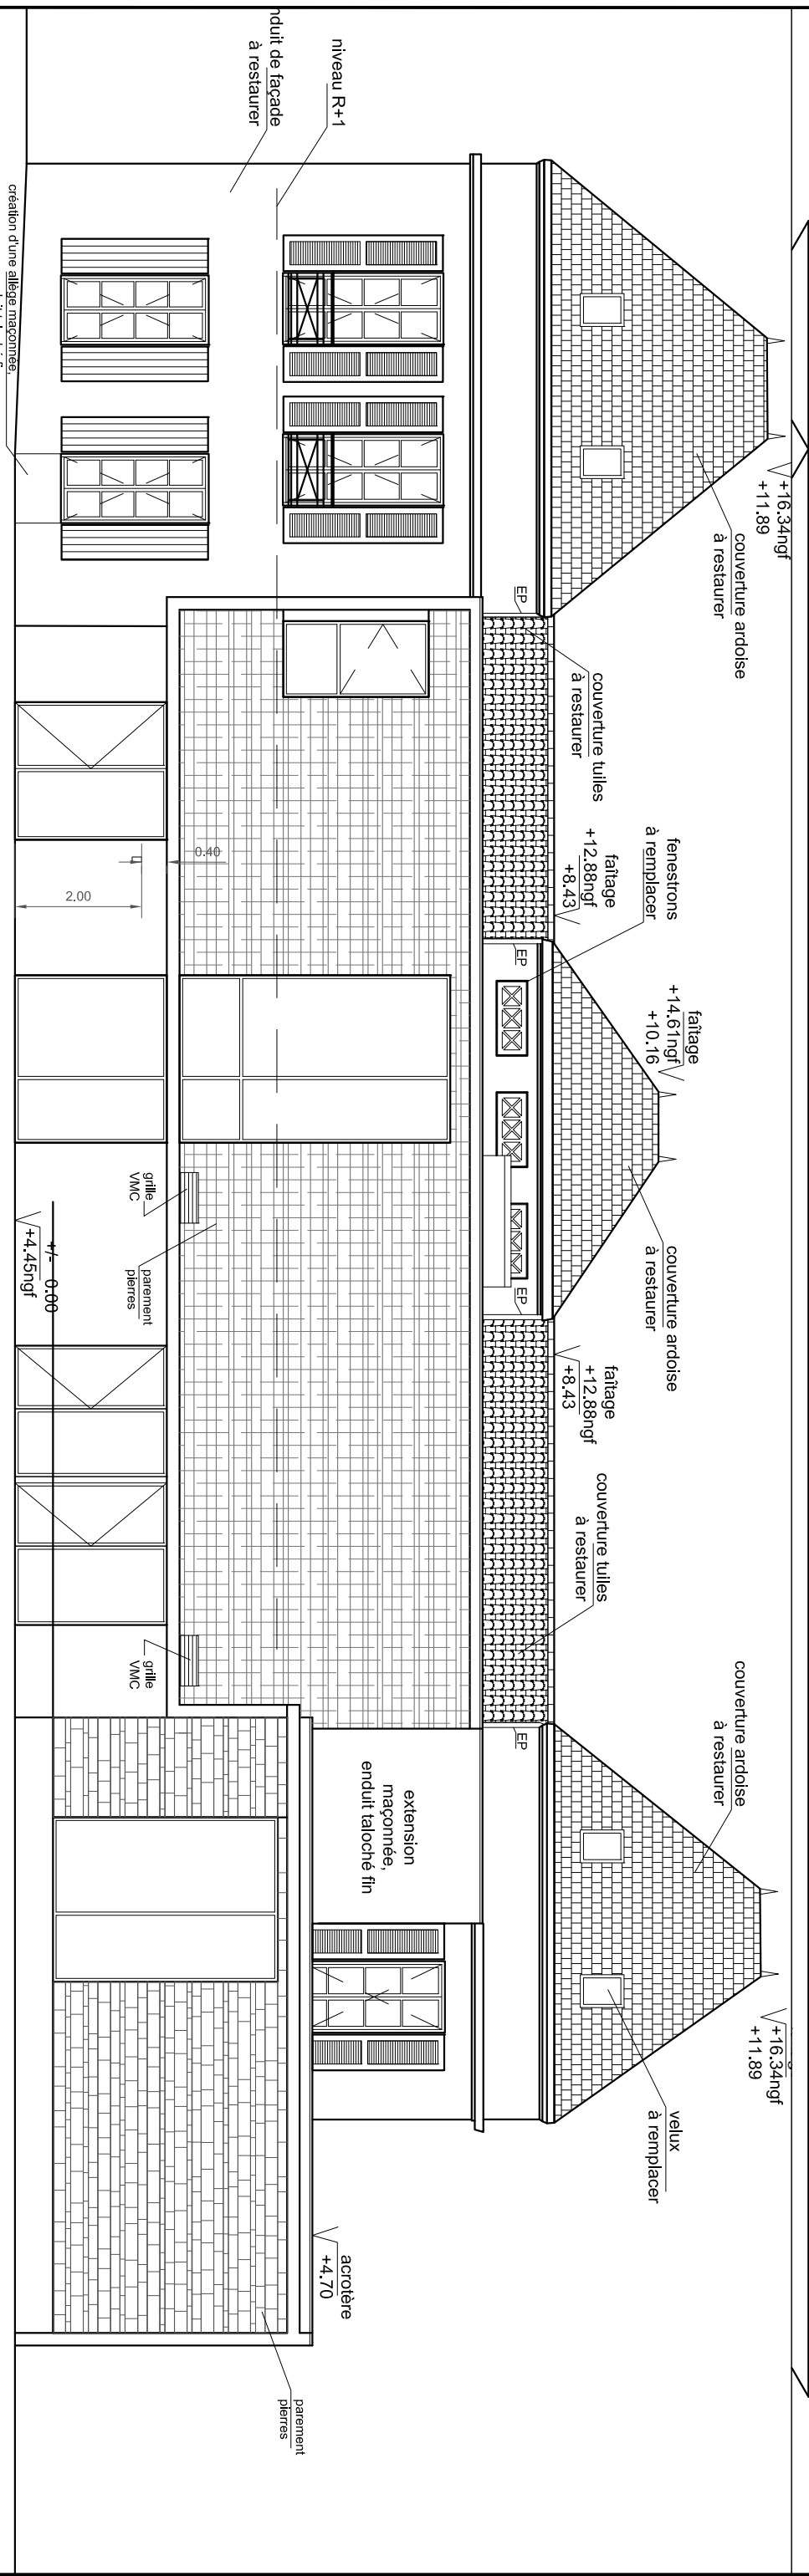 nduit de façade
à restaurer
niveau R+1
création d'une allège maçonnée,
+16.34ngf
+11.89
couverture ardoise
à restaurer
EP
couverture tuiles
à restaurer
faîtage
+12.88ngf
+8.43
fenestrons
à remplacer
EP
faîtage
+14.61ngf
+10.16
couverture ardoise
à restaurer
EP
faîtage
+12.88ngf
+8.43
couverture tuiles
à restaurer
EP
couverture ardoise
à restaurer
+16.34ngf
+11.89
velux
à remplacer
0.40
2.00
grille
VMC
parement
pierres
+/- 0.00
+4.45ngf
grille
VMC
extension
maçonnée,
enduit taloché fin
acrotère
+4.70
parement
pierres